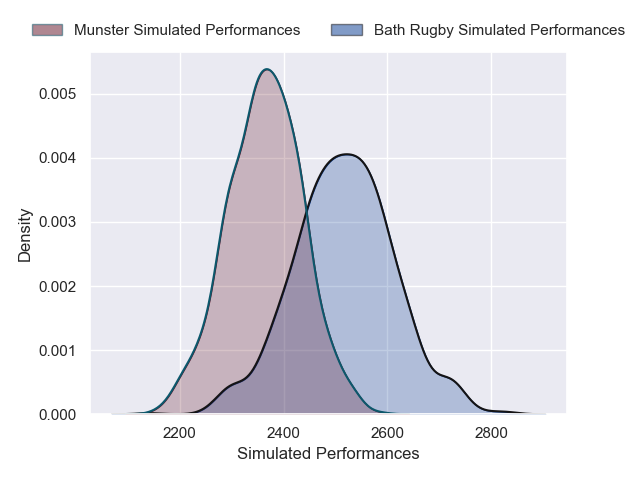 Munster Simulated Performances
Bath Rugby Simulated Performances
Density
0.005
0.004
0.003
0.002
0.001
0.000
2200
2400
2600
2800
Simulated Performances